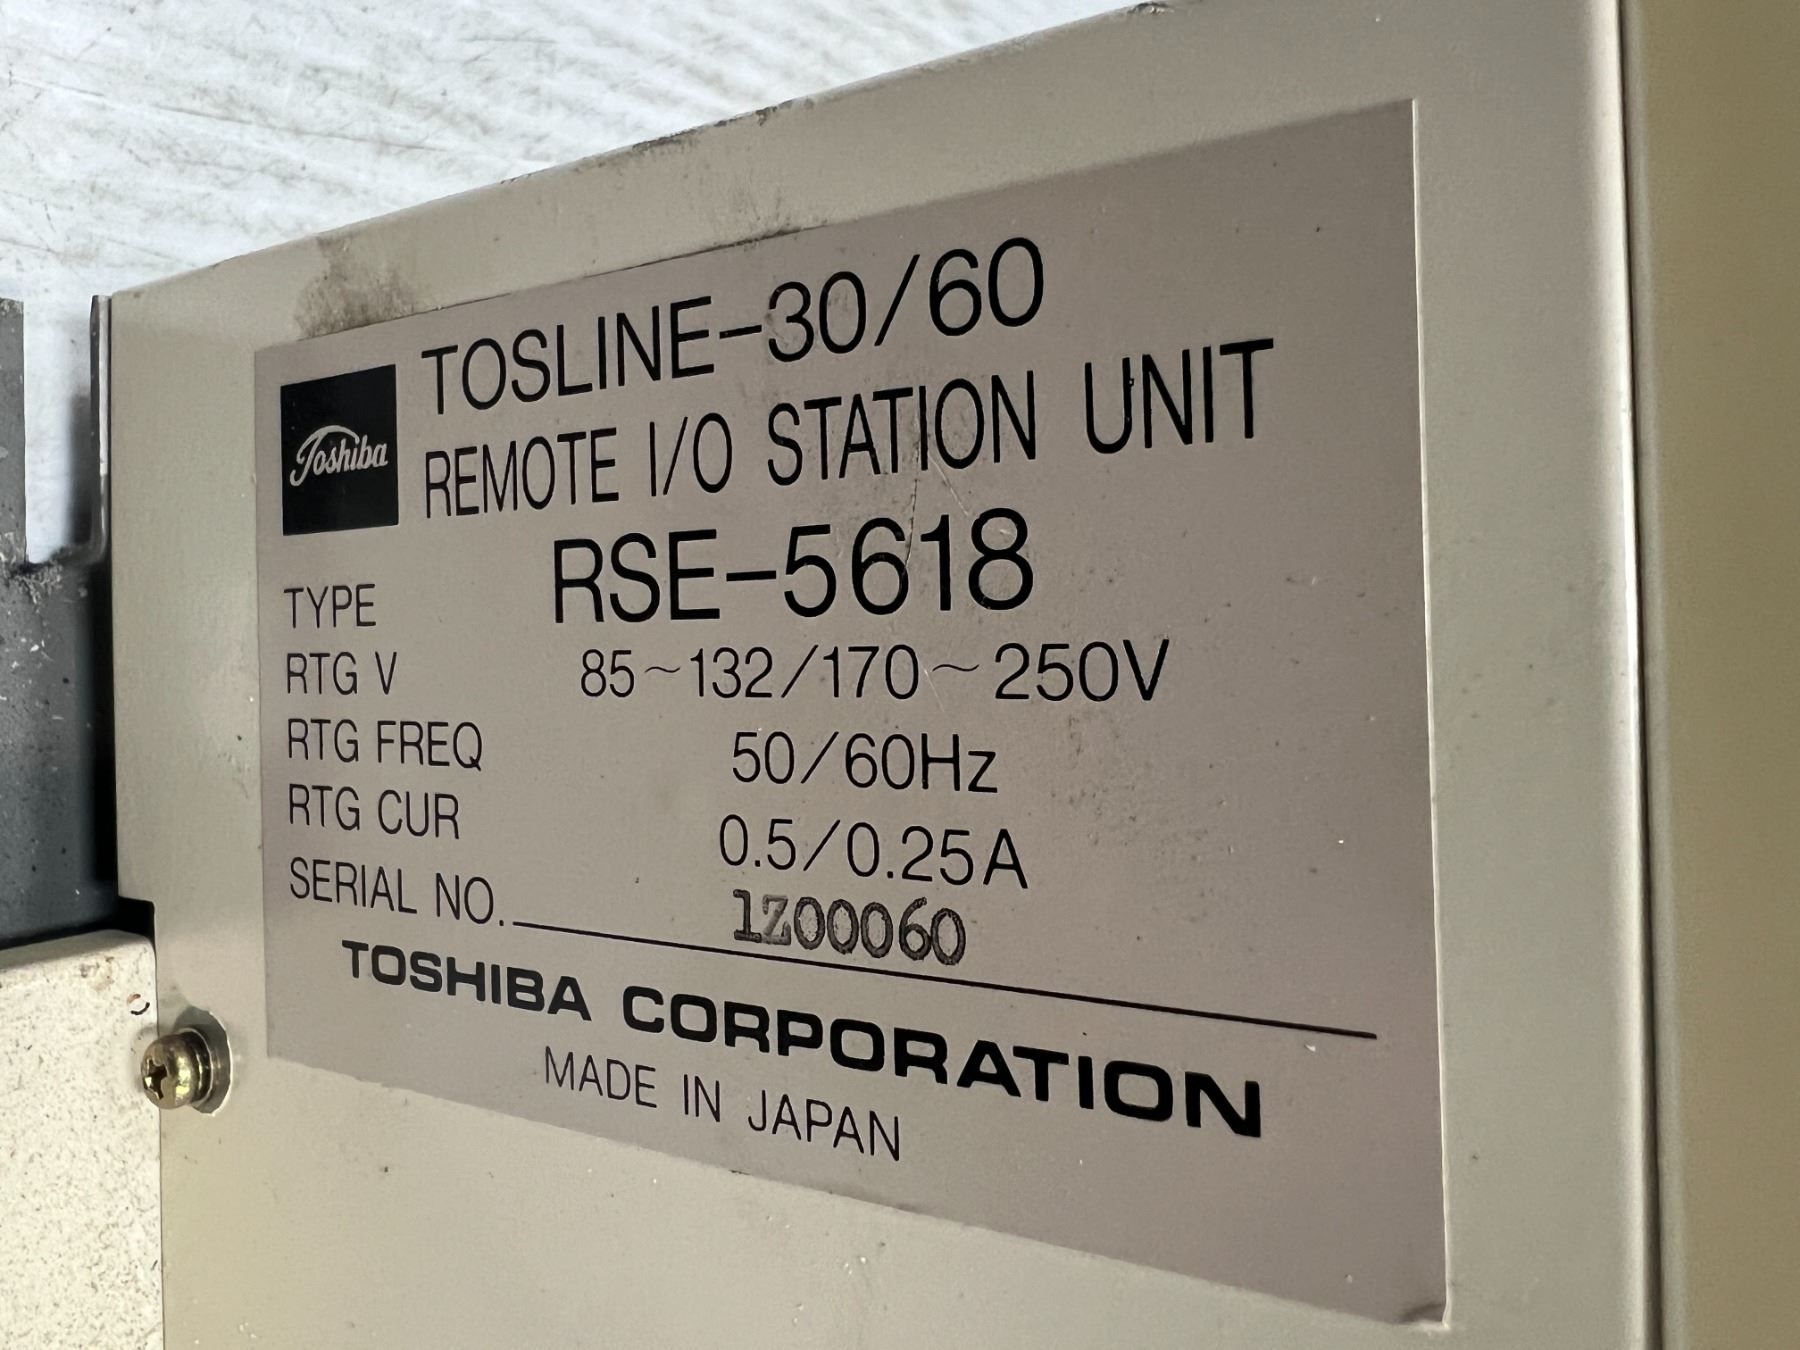 TOSLINE-30/60
Toshiba
REMOTE I/O STATION UNIT
TYPE RSE-5618
RTG V 85~132/170~250V
RTG FREQ 50/60Hz
RTG CUR 0.5/0.25A
SERIAL NO. 1Z00060
TOSHIBA CORPORATION
MADE IN JAPAN